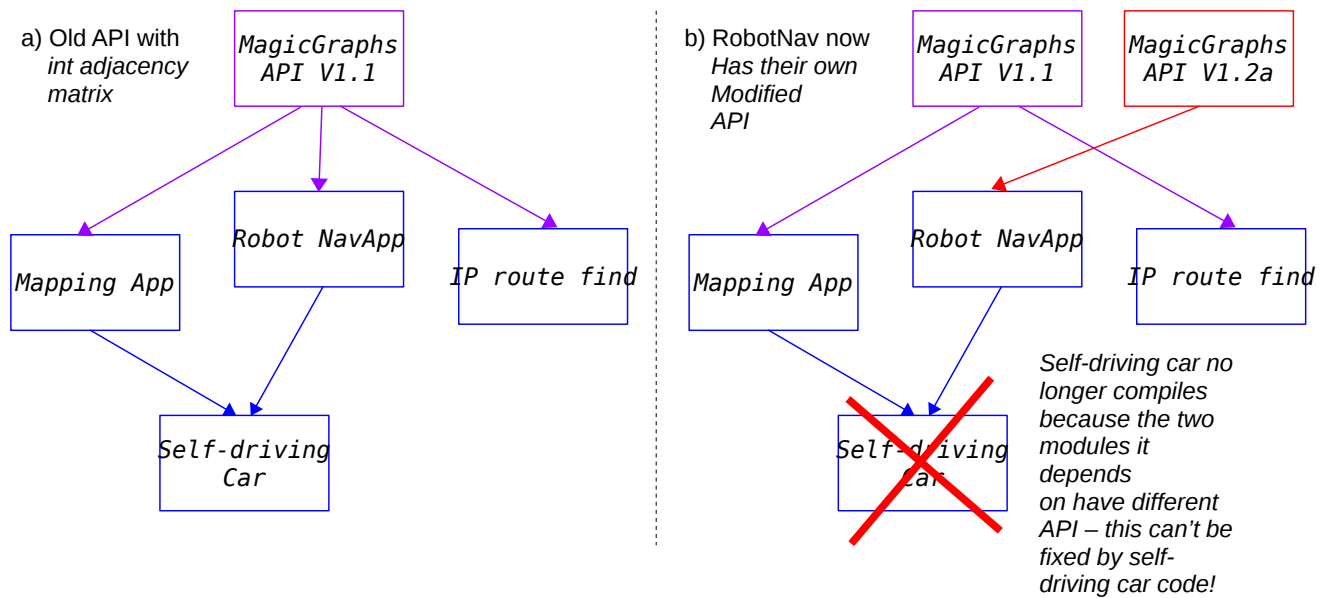 a) Old API with
int adjacency
matrix
MagicGraphs
API V1.1
Mapping App
Robot NavApp
IP route find
Self-driving
Car
b) RobotNav now
Has their own
Modified
API
MagicGraphs
API V1.1
MagicGraphs
API V1.2a
Mapping App
Robot NavApp
IP route find
Self-driving
Car
Self-driving car no
longer compiles
because the two
modules it
depends
on have different
API – this can’t be
fixed by self-
driving car code!